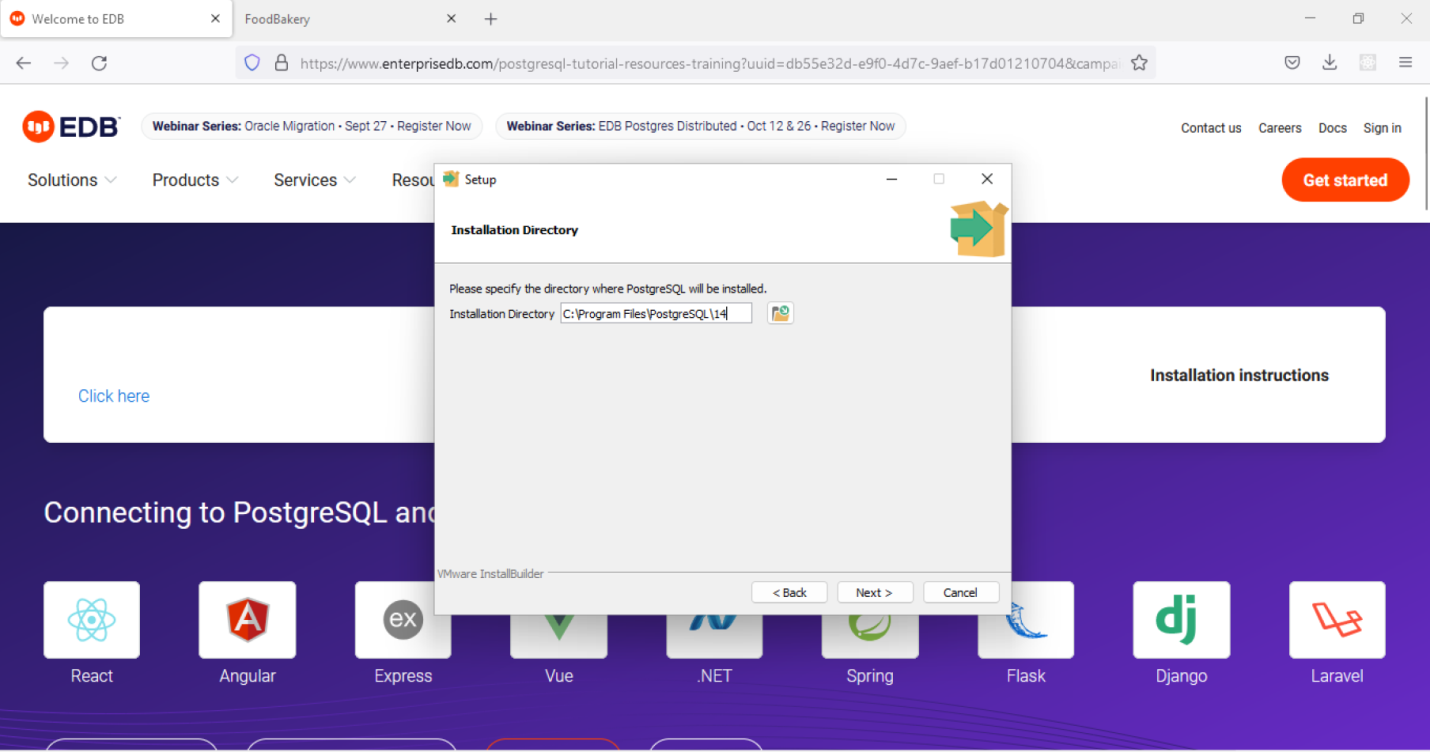 Welcome to EDB
FoodBakery
https://www.enterprisedb.com/postgresql-tutorial-resources-training?uuid=db55e32d-e9f0-4d7c-9aef-b17d01210704&campai
EDB
Webinar Series: Oracle Migration • Sept 27 • Register Now
Webinar Series: EDB Postgres Distributed • Oct 12 & 26 • Register Now
Contact us
Careers
Docs
Sign in
Solutions
Products
Services
Resou
Get started
Setup
Installation Directory
Please specify the directory where PostgreSQL will be installed.
Installation Directory C:\Program Files\PostgreSQL\14
VMware InstallBuilder
< Back
Next >
Cancel
Click here
Installation instructions
Connecting to PostgreSQL and
ex
dj
React
Angular
Express
Vue
.NET
Spring
Flask
Django
Laravel